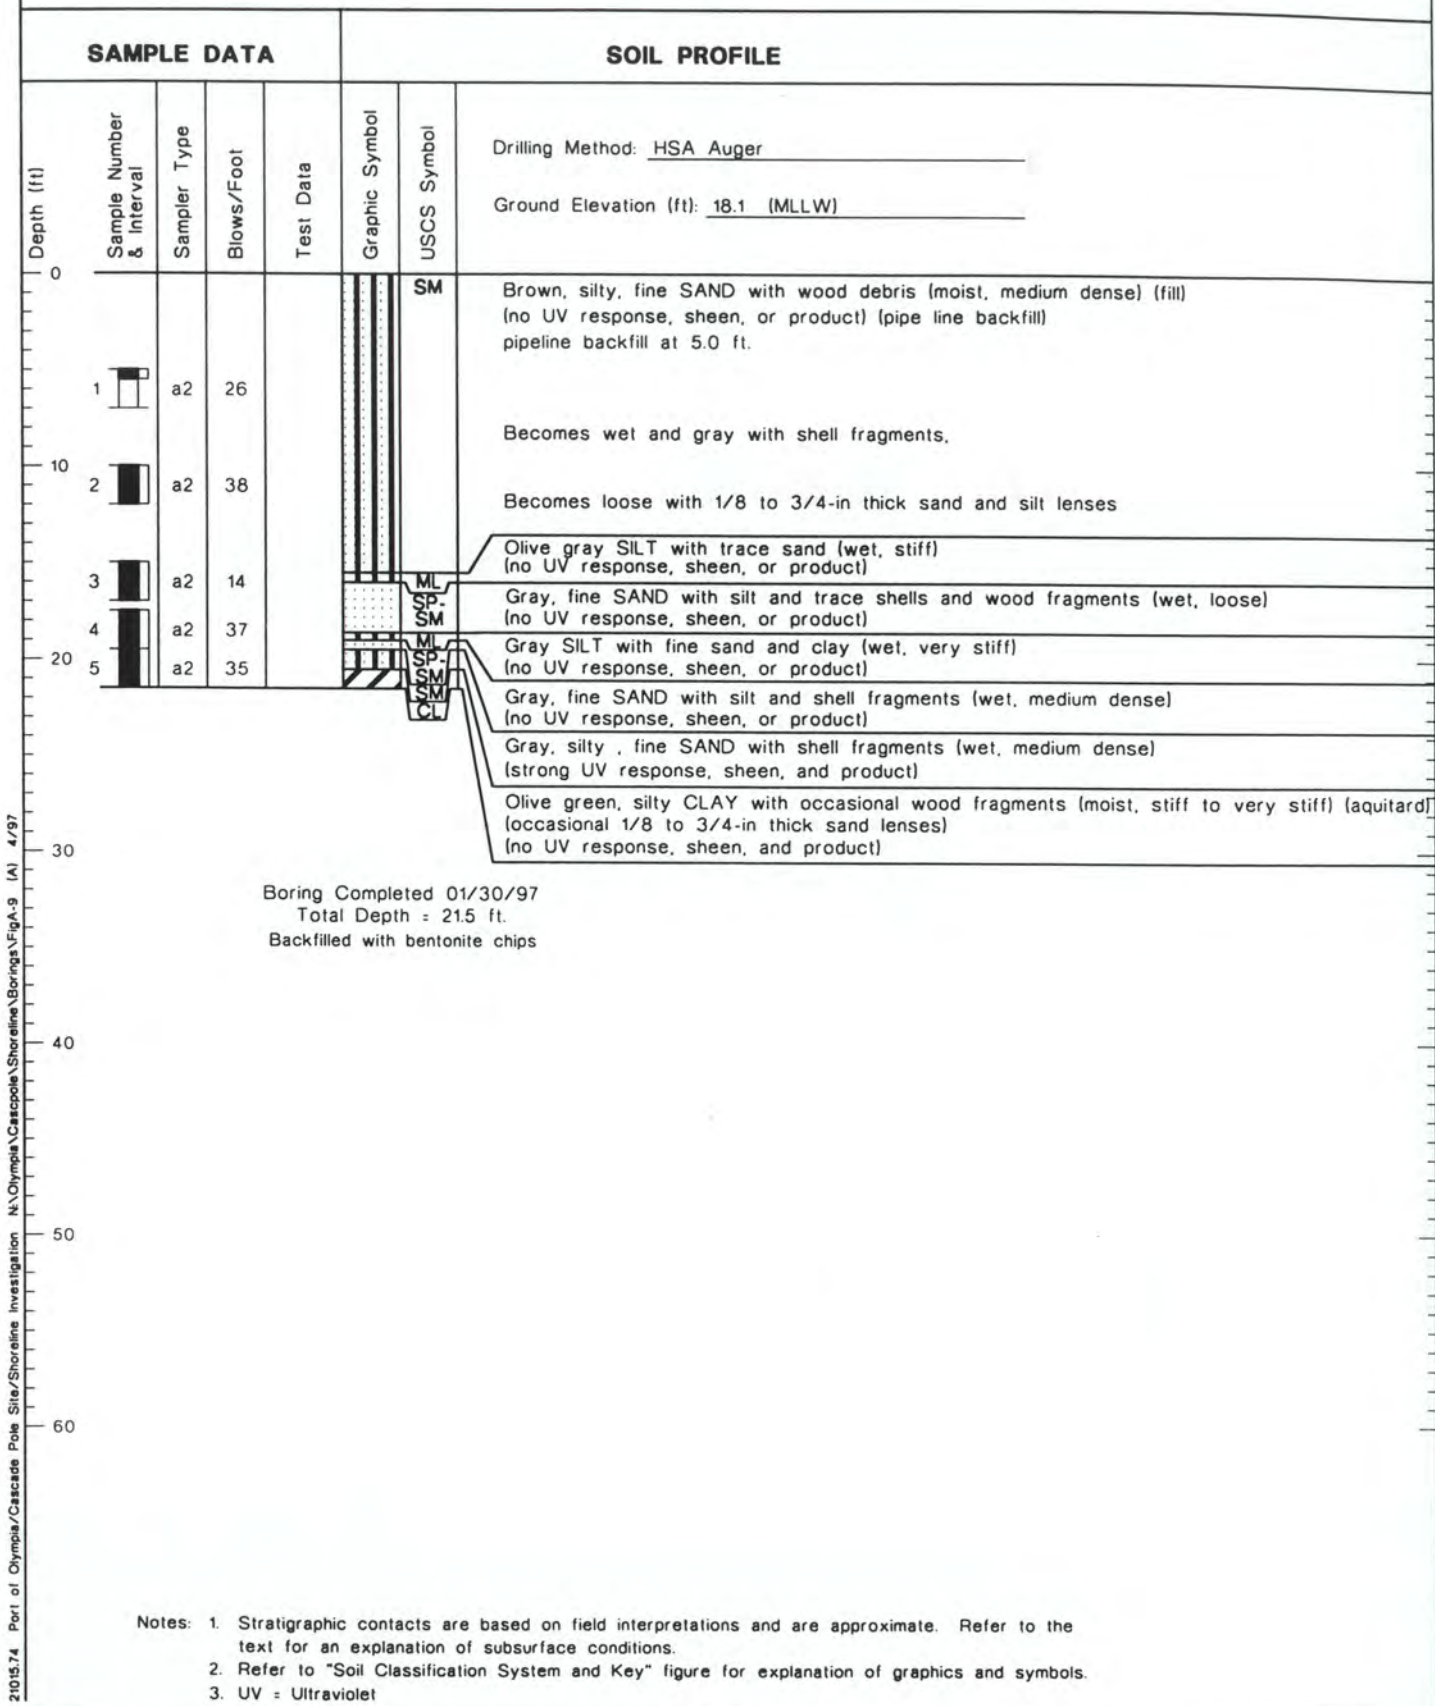 SAMPLE DATA
SOIL PROFILE
Depth (ft)
Sample Number
& Interval
Sampler Type
Blows/Foot
Test Data
Graphic Symbol
USCS Symbol
Drilling Method: HSA Auger
Ground Elevation (ft): 18.1 (MLLW)
0
SM
Brown, silty, fine SAND with wood debris (moist, medium dense) (fill)
(no UV response, sheen, or product) (pipe line backfill)
pipeline backfill at 5.0 ft.
1 a2 26
Becomes wet and gray with shell fragments,
10
2 a2 38
Becomes loose with 1/8 to 3/4-in thick sand and silt lenses
Olive gray SILT with trace sand (wet, stiff)
(no UV response, sheen, or product)
3 a2 14
ML
SP-
SM
Gray, fine SAND with silt and trace shells and wood fragments (wet, loose)
(no UV response, sheen, or product)
4 a2 37
ML
Gray SILT with fine sand and clay (wet, very stiff)
(no UV response, sheen, or product)
20
5 a2 35
SP-
SM
SM
CL
Gray, fine SAND with silt and shell fragments (wet, medium dense)
(no UV response, sheen, or product)
Gray, silty , fine SAND with shell fragments (wet, medium dense)
(strong UV response, sheen, and product)
Olive green, silty CLAY with occasional wood fragments (moist, stiff to very stiff) (aquitard)
(occasional 1/8 to 3/4-in thick sand lenses)
(no UV response, sheen, and product)
30
Boring Completed 01/30/97
Total Depth = 21.5 ft.
Backfilled with bentonite chips
40
50
60
21015.74 Port of Olympia/Cascade Pole Site/Shoreline Investigation N:\Olympia\Cascpole\Shoreline\Borings\FigA-9 (A) 4/97
Notes: 1. Stratigraphic contacts are based on field interpretations and are approximate. Refer to the
text for an explanation of subsurface conditions.
2. Refer to "Soil Classification System and Key" figure for explanation of graphics and symbols.
3. UV = Ultraviolet